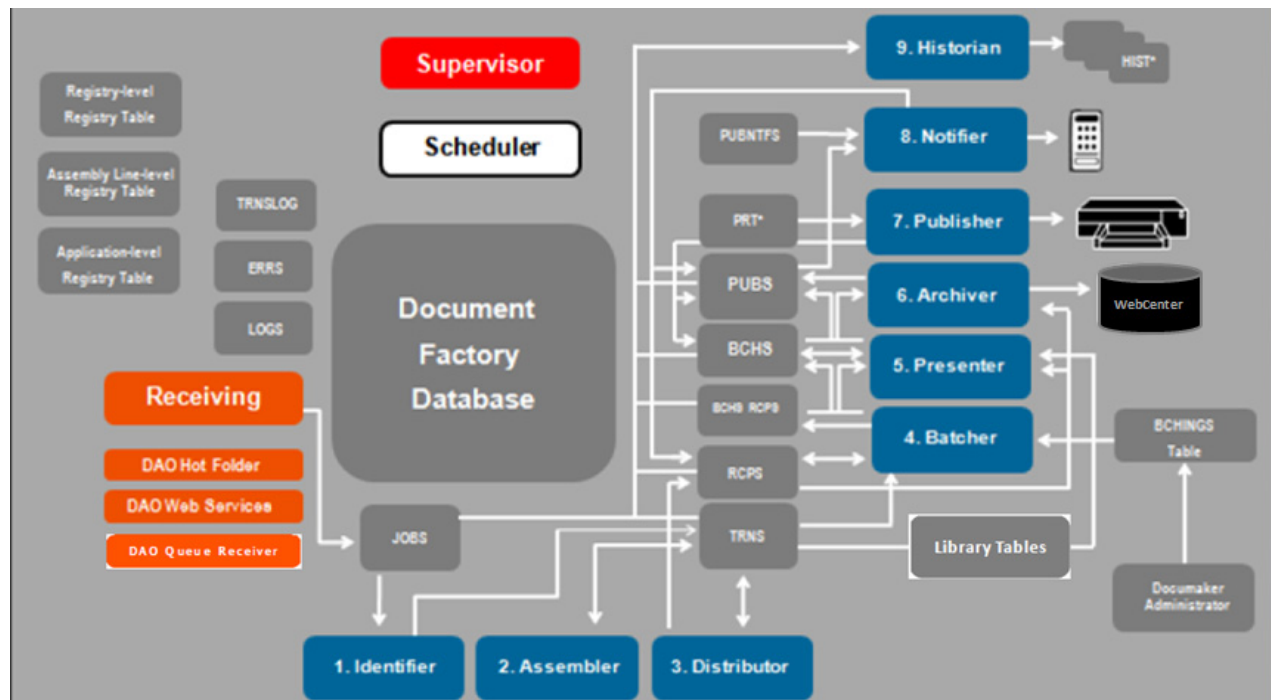 Supervisor
Scheduler
Registry-level
Registry Table
Assembly Line-level
Registry Table
Application-level
Registry Table
TRNSLOG
ERRS
LOGS
Document
Factory
Database
Receiving
DAO Hot Folder
DAO Web Services
DAO Queue Receiver
JOBS
1. Identifier
2. Assembler
3. Distributor
9. Historian
HIST*
PUBNTFS
8. Notifier
PRT*
7. Publisher
PUBS
6. Archiver
WebCenter
BCHS
5. Presenter
BCHS RCPS
4. Batcher
BCHINGS
Table
RCPS
TRNS
Library Tables
Documaker
Administrator